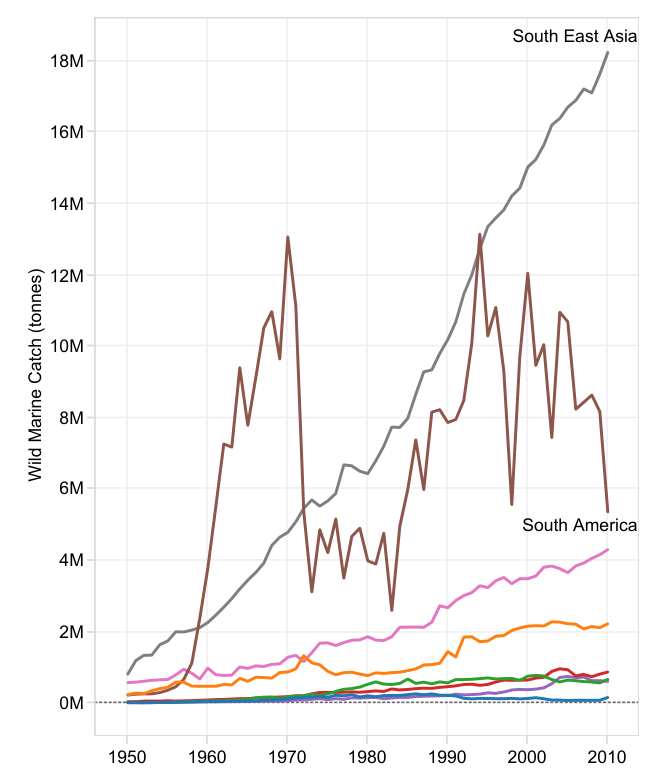 South East Asia
18M
16M
14M
12M
10M
8M
6M
4M
2M
0M
Wild Marine Catch (tonnes)
South America
1950 1960 1970 1980 1990 2000 2010